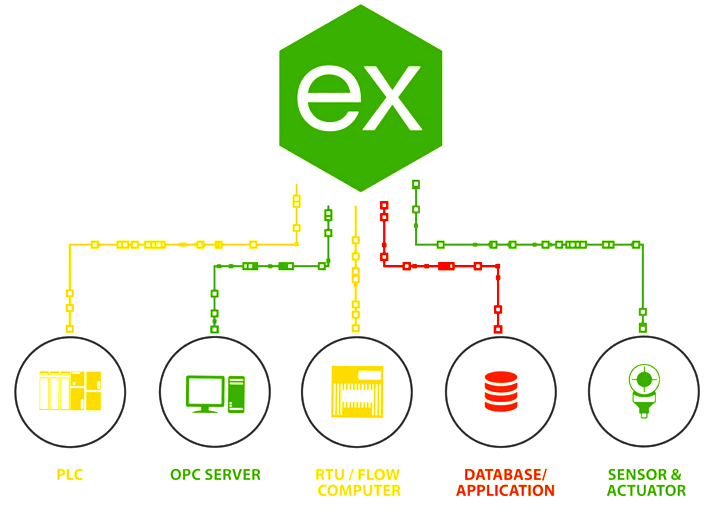 ex
PLC
OPC SERVER
RTU / FLOW
COMPUTER
DATABASE/
APPLICATION
SENSOR &
ACTUATOR